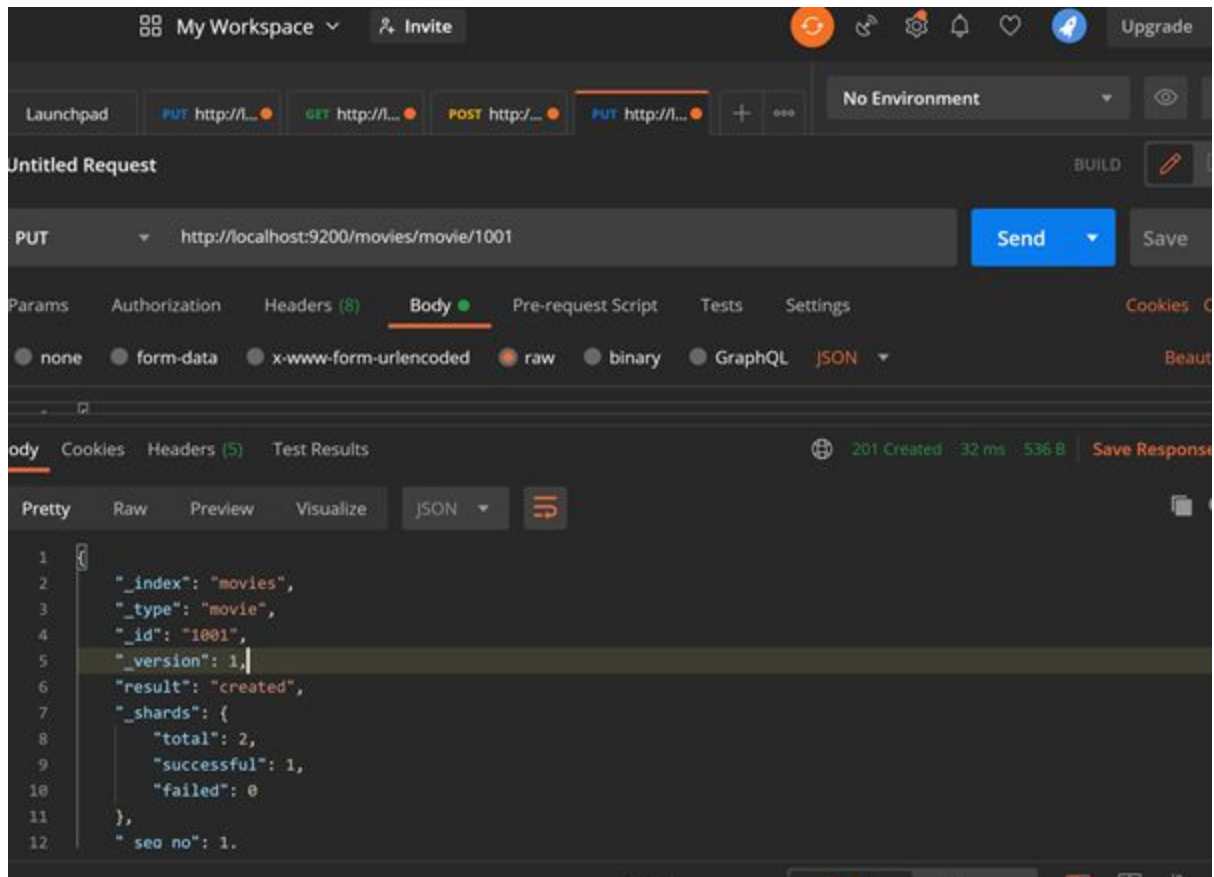 My Workspace Invite Upgrade
Launchpad PUT http://l... GET http://l... POST http:/... PUT http://l... No Environment
Untitled Request BUILD
PUT http://localhost:9200/movies/movie/1001 Send Save
Params Authorization Headers (8) Body Pre-request Script Tests Settings Cookies C
none form-data x-www-form-urlencoded raw binary GraphQL JSON Beaut
ody Cookies Headers (5) Test Results 201 Created 32 ms 536 B Save Response
Pretty Raw Preview Visualize JSON
1 {
2 "_index": "movies",
3 "_type": "movie",
4 "_id": "1001",
5 "_version": 1,
6 "result": "created",
7 "_shards": {
8 "total": 2,
9 "successful": 1,
10 "failed": 0
11 },
12 "_seq_no": 1,